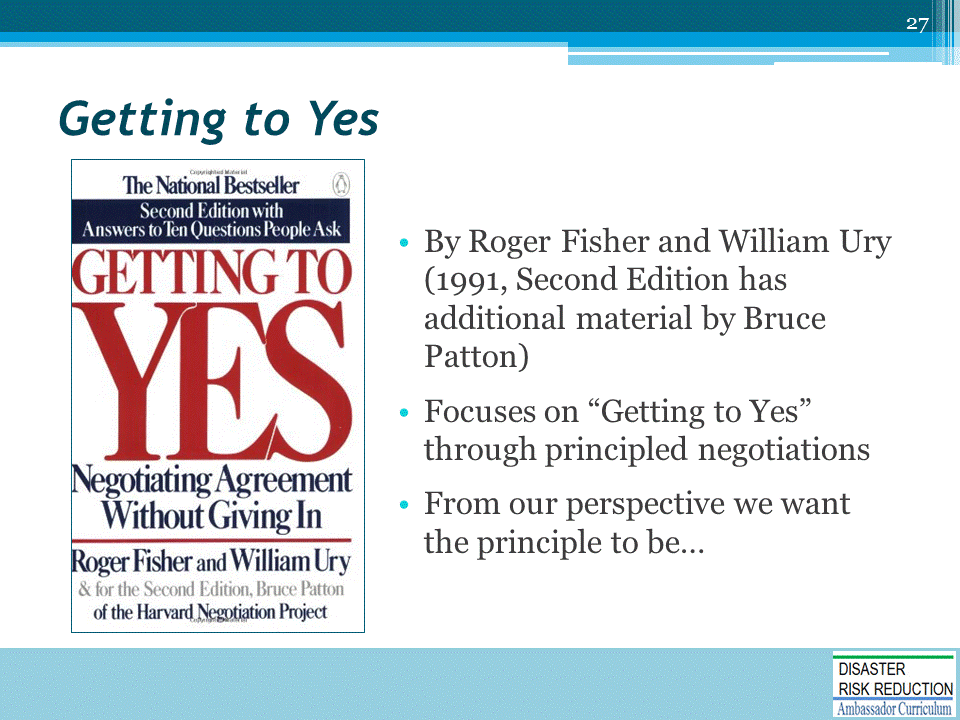 27
Getting to Yes
Copyrighted Material
The National Bestseller
Second Edition with
Answers to Ten Questions People Ask
GETTING TO
YES
Negotiating Agreement
Without Giving In
Roger Fisher and William Ury
& for the Second Edition, Bruce Patton
of the Harvard Negotiation Project
Copyrighted Material
• By Roger Fisher and William Ury
(1991, Second Edition has
additional material by Bruce
Patton)
• Focuses on “Getting to Yes”
through principled negotiations
• From our perspective we want
the principle to be…
DISASTER
RISK REDUCTION
Ambassador Curriculum